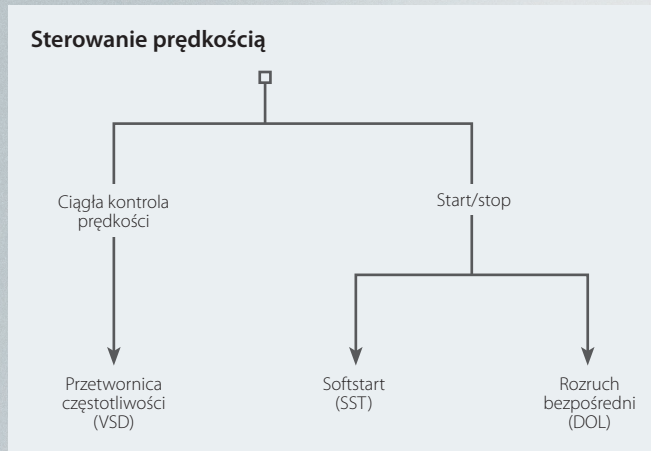 Sterowanie prędkością
Ciągła kontrola
prędkości
Start/stop
Przetwornica
częstotliwości
(VSD)
Softstart
(SST)
Rozruch
bezpośredni
(DOL)